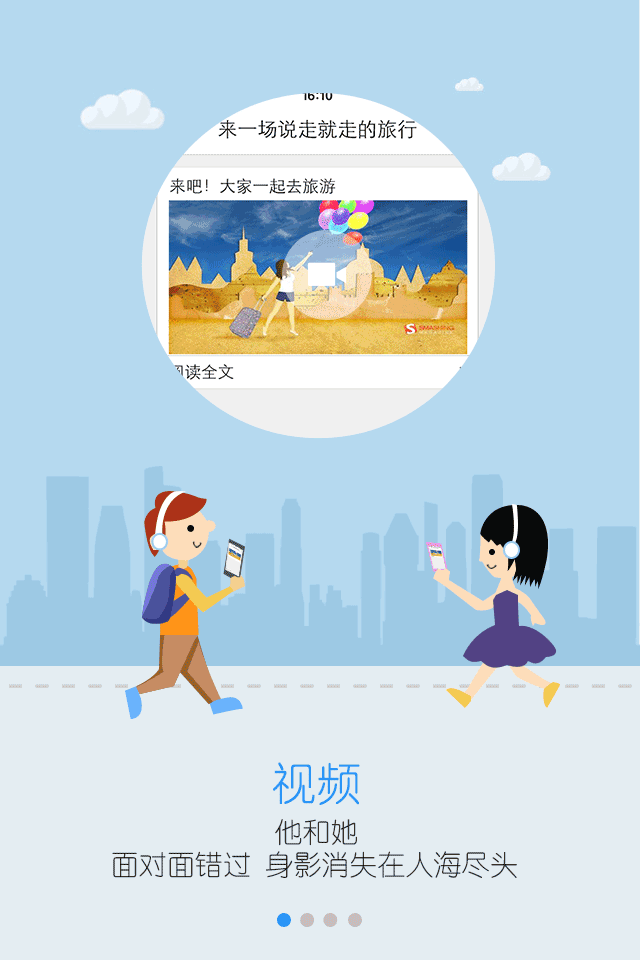 16:10
来一场说走就走的旅行
来吧！大家一起去旅游
S SMASHING
阅读全文
视频
他和她
面对面错过 身影消失在人海尽头